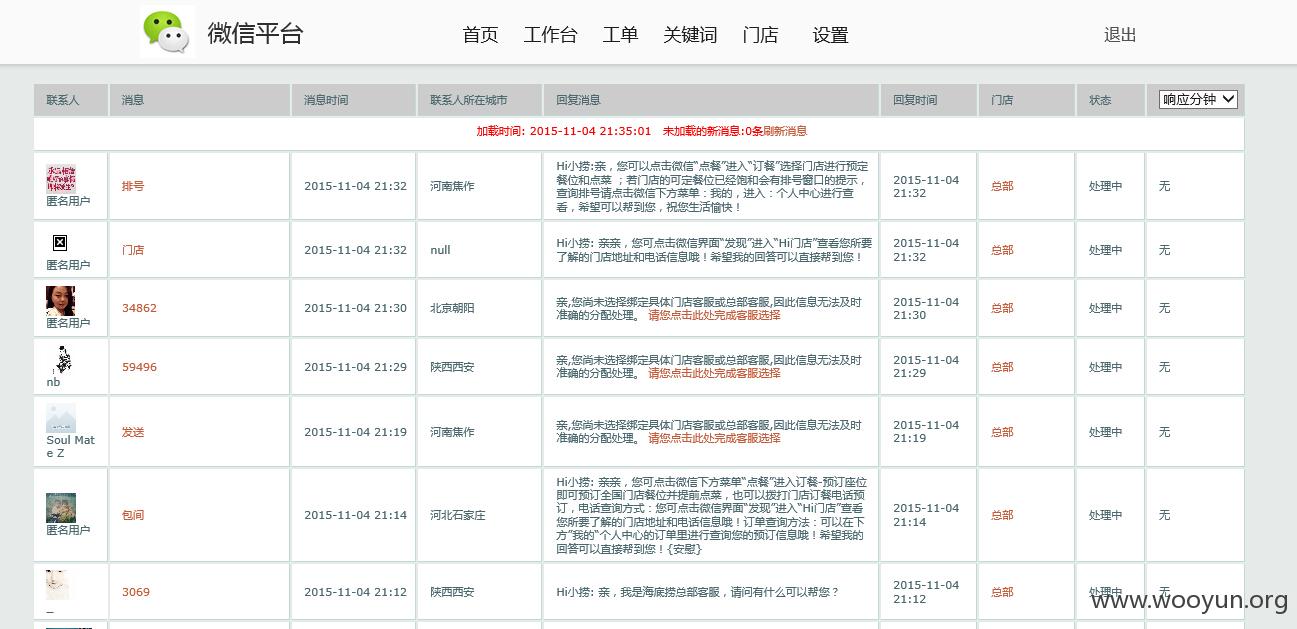 微信平台 首页 工作台 工单 关键词 门店 设置 退出
联系人 消息 消息时间 联系人所在城市 回复消息 回复时间 门店 状态 响应分钟
加载时间: 2015-11-04 21:35:01 未加载的新消息:0条刷新消息
匿名用户
排号
2015-11-04 21:32
河南焦作
Hi小捞:亲，您可以点击微信“点餐”进入“订餐”选择门店进行预定
餐位和点菜 ；若门店的可定餐位已经饱和会有排号窗口的提示，
查询排号请点击微信下方菜单：我的，进入：个人中心进行查
看，希望可以帮到您，祝您生活愉快！
2015-11-04
21:32
总部
处理中
无
匿名用户
门店
2015-11-04 21:32
null
Hi小捞: 亲亲，您可点击微信界面“发现”进入“Hi门店”查看您所要
了解的门店地址和电话信息哦！希望我的回答可以直接帮到您！
2015-11-04
21:32
总部
处理中
无
匿名用户
34862
2015-11-04 21:30
北京朝阳
亲,您尚未选择绑定具体门店客服或总部客服,因此信息无法及时
准确的分配处理。 请您点击此处完成客服选择
2015-11-04
21:30
总部
处理中
无
nb
59496
2015-11-04 21:29
陕西西安
亲,您尚未选择绑定具体门店客服或总部客服,因此信息无法及时
准确的分配处理。 请您点击此处完成客服选择
2015-11-04
21:29
总部
处理中
无
Soul Mat
e Z
发送
2015-11-04 21:19
河南焦作
亲,您尚未选择绑定具体门店客服或总部客服,因此信息无法及时
准确的分配处理。 请您点击此处完成客服选择
2015-11-04
21:19
总部
处理中
无
匿名用户
包间
2015-11-04 21:14
河北石家庄
Hi小捞: 亲亲，您可点击微信下方菜单“点餐”进入订餐-预订座位
即可预订全国门店餐位并提前点菜，也可以拨打门店订餐电话预
订，电话查询方式：您可点击微信界面“发现”进入“Hi门店”查看
您所要了解的门店地址和电话信息哦！订单查询方法：可以在下
方”我的“个人中心的订单里进行查询您的预订信息哦！希望我的
回答可以直接帮到您！{安慰}
2015-11-04
21:14
总部
处理中
无
_
3069
2015-11-04 21:12
陕西西安
Hi小捞: 亲，我是海底捞总部客服，请问有什么可以帮您？
2015-11-04
21:12
总部
处理中
无
www.wooyun.org